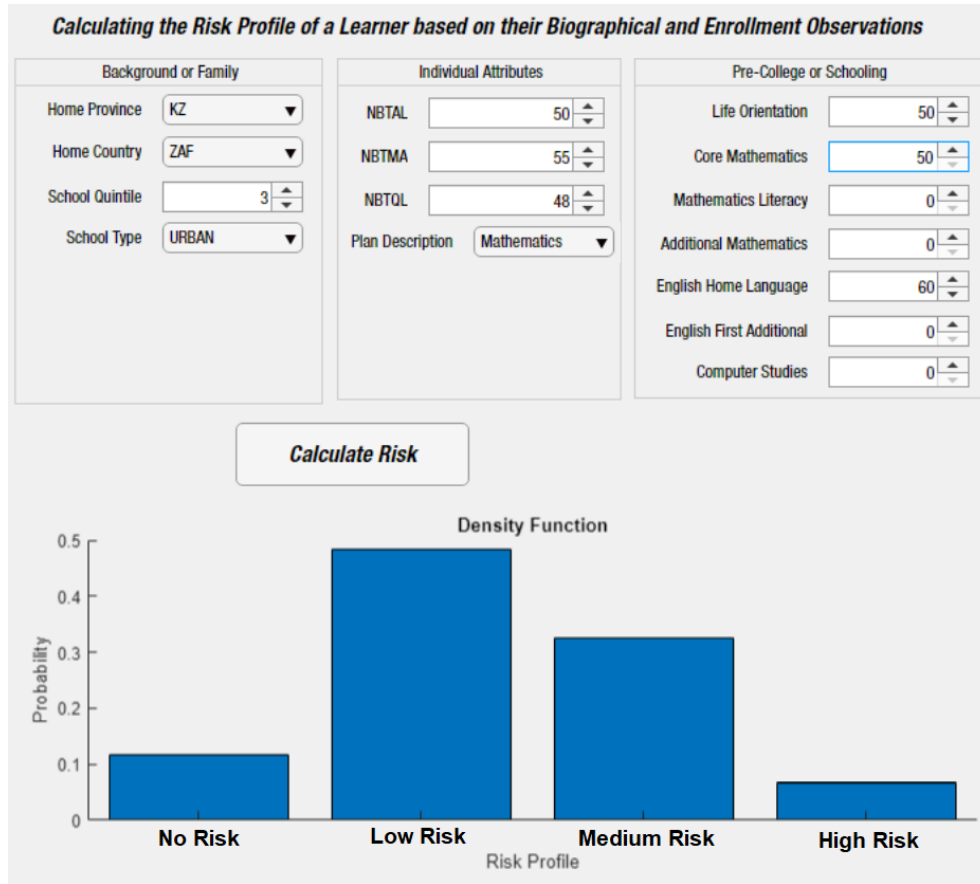 Calculating the Risk Profile of a Learner based on their Biographical and Enrollment Observations
Background or Family
Home Province KZ
Home Country ZAF
School Quintile 3
School Type URBAN
Individual Attributes
NBTAL 50
NBTMA 55
NBTQL 48
Plan Description Mathematics
Pre-College or Schooling
Life Orientation 50
Core Mathematics 50
Mathematics Literacy 0
Additional Mathematics 0
English Home Language 60
English First Additional 0
Computer Studies 0
Calculate Risk
Density Function
Probability
0.5
0.4
0.3
0.2
0.1
0
No Risk Low Risk Medium Risk High Risk
Risk Profile